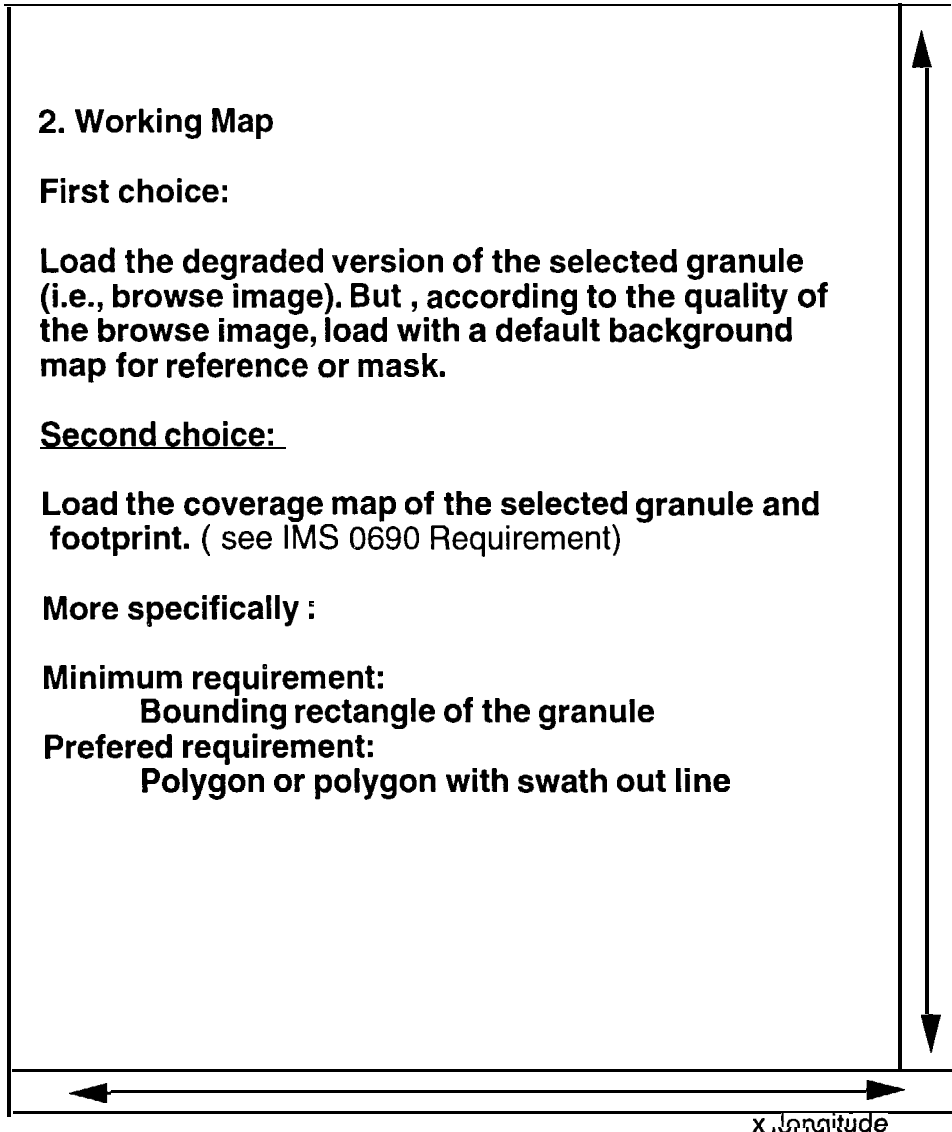 2. Working Map
First choice:
Load the degraded version of the selected granule
(i.e., browse image). But , according to the quality of
the browse image, load with a default background
map for reference or mask.
Second choice:
Load the coverage map of the selected granule and
footprint. ( see IMS 0690 Requirement)
More specifically :
Minimum requirement:
Bounding rectangle of the granule
Prefered requirement:
Polygon or polygon with swath out line
x longitude